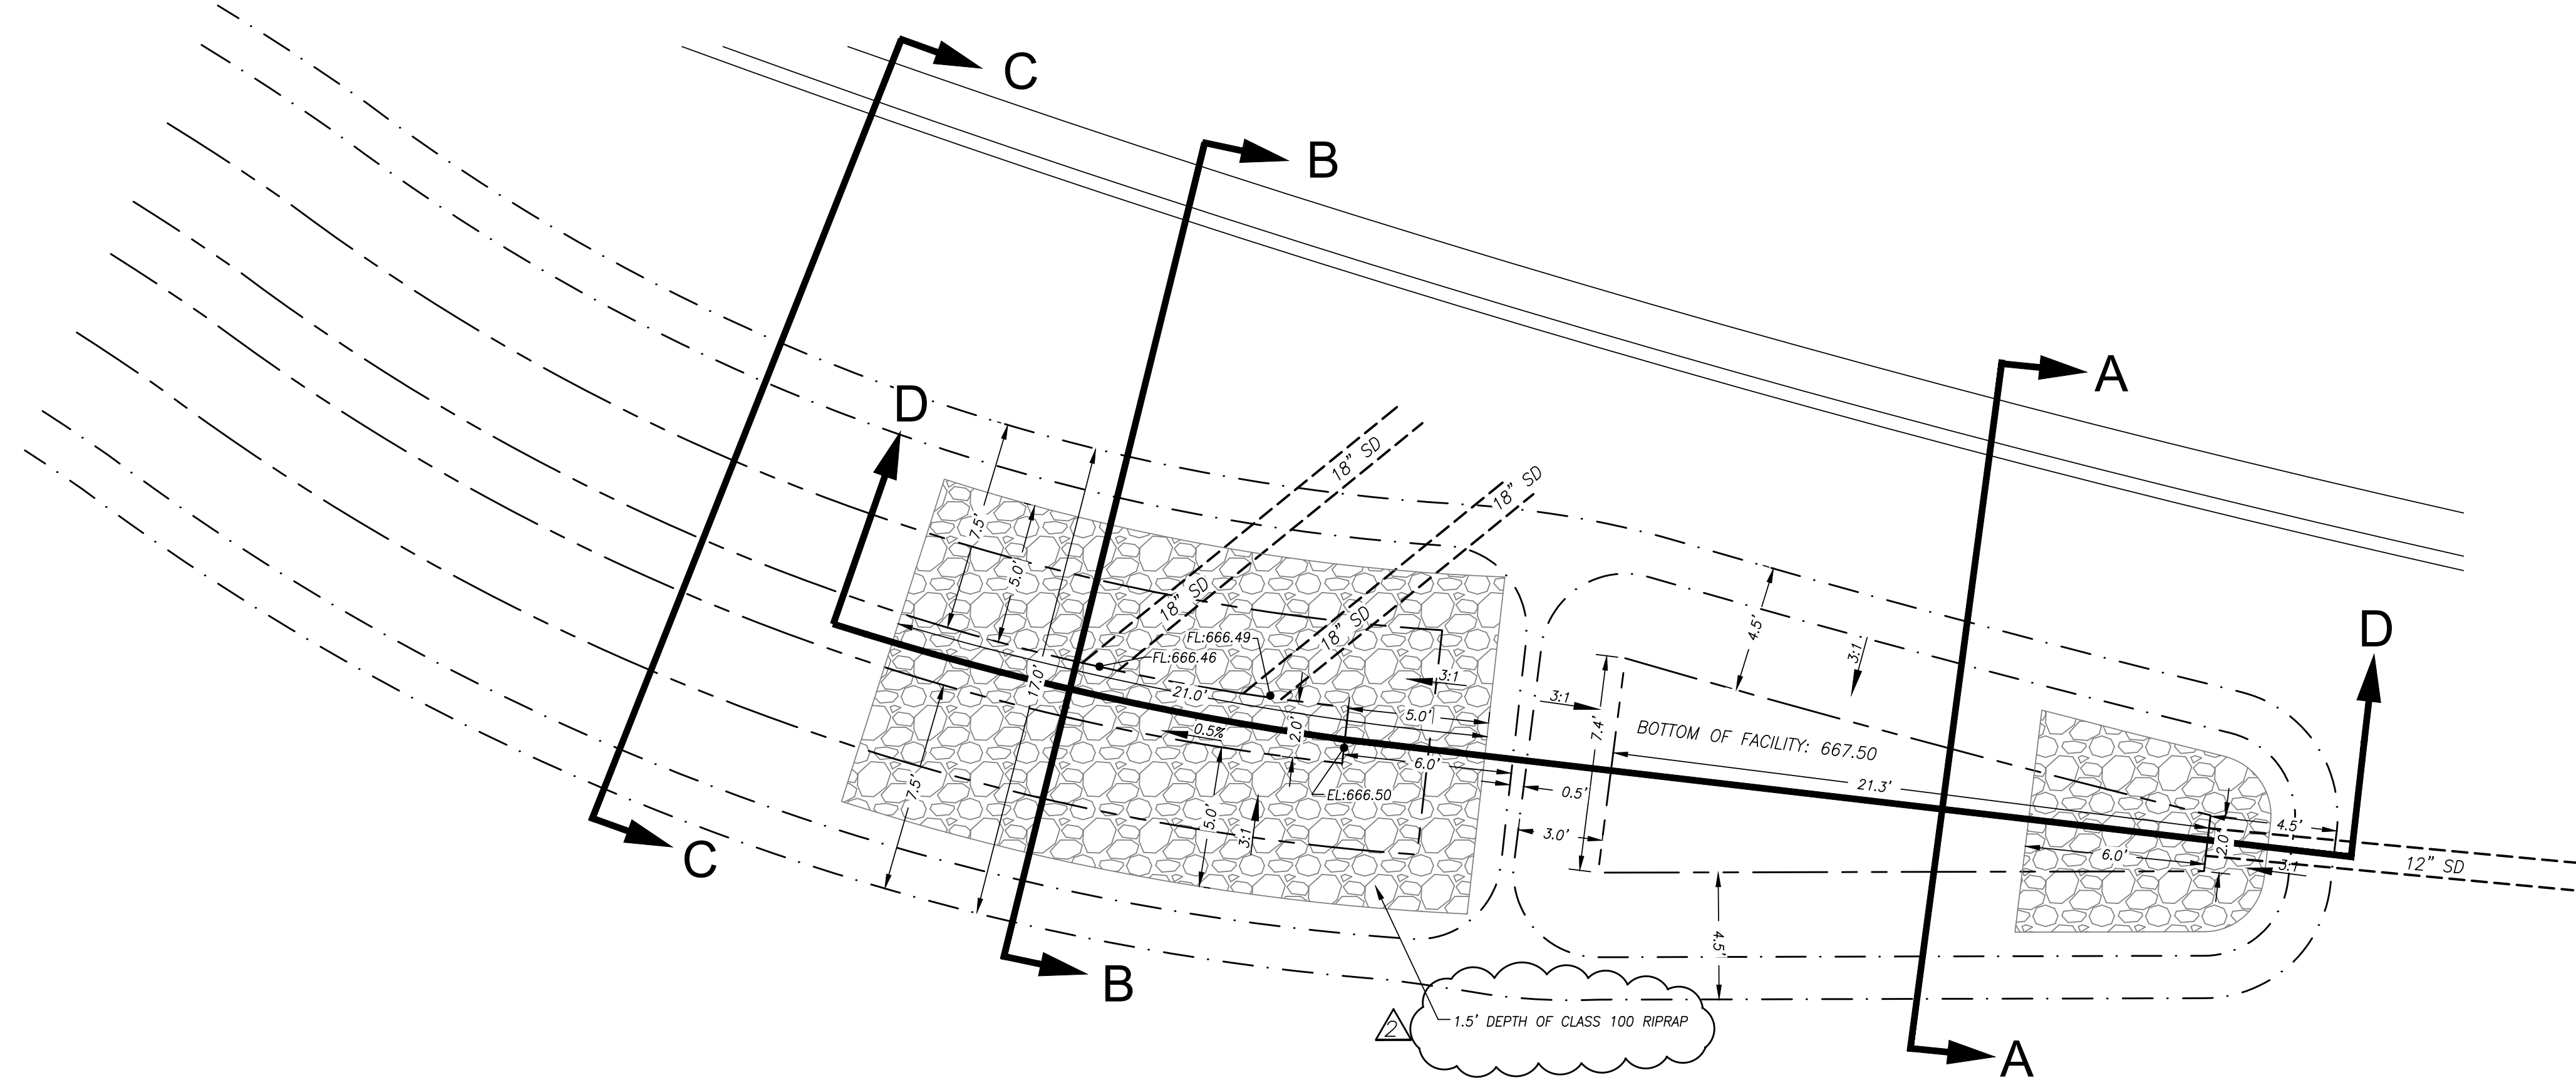 C
B
A
D
D
18" SD
18" SD
7.5'
5.0'
18" SD
18" SD
FL:666.49
FL:666.46
17.0'
21.0'
3:1
5.0'
2.0'
0.5%
6.0'
EL:666.50
7.5'
5.0'
3:1
3:1
7.4'
0.5'
3.0'
4.5'
3:1
BOTTOM OF FACILITY: 667.50
21.3'
4.5'
2.0'
6.0'
3:1
12" SD
4.5'
C
B
A
2
1.5' DEPTH OF CLASS 100 RIPRAP